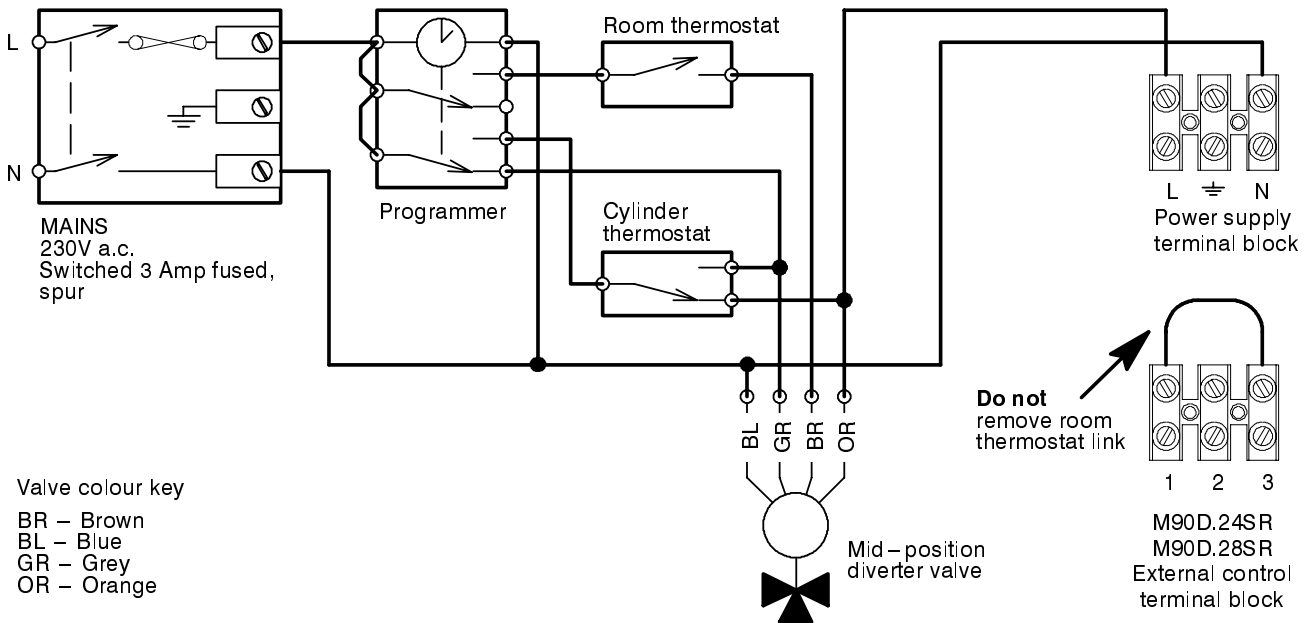 L
N
MAINS
230V a.c.
Switched 3 Amp fused,
spur
Programmer
Room thermostat
Cylinder
thermostat
L
N
Power supply
terminal block
Do not
remove room
thermostat link
1 2 3
M90D.24SR
M90D.28SR
External control
terminal block
BL
GR
BR
OR
Mid – position
diverter valve
Valve colour key
BR – Brown
BL – Blue
GR – Grey
OR – Orange